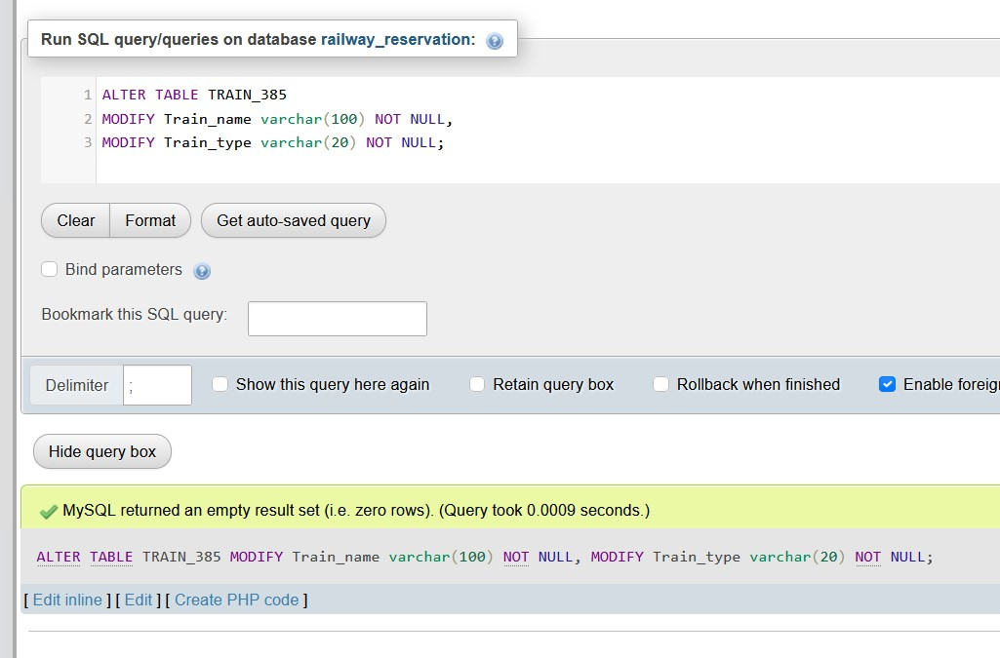 Run SQL query/queries on database railway_reservation:
1 ALTER TABLE TRAIN_385
2 MODIFY Train_name varchar(100) NOT NULL,
3 MODIFY Train_type varchar(20) NOT NULL;
Clear Format Get auto-saved query
Bind parameters
Bookmark this SQL query:
Delimiter ; Show this query here again Retain query box Rollback when finished Enable foreig
Hide query box
MySQL returned an empty result set (i.e. zero rows). (Query took 0.0009 seconds.)
ALTER TABLE TRAIN_385 MODIFY Train_name varchar(100) NOT NULL, MODIFY Train_type varchar(20) NOT NULL;
[ Edit inline ] [ Edit ] [ Create PHP code ]